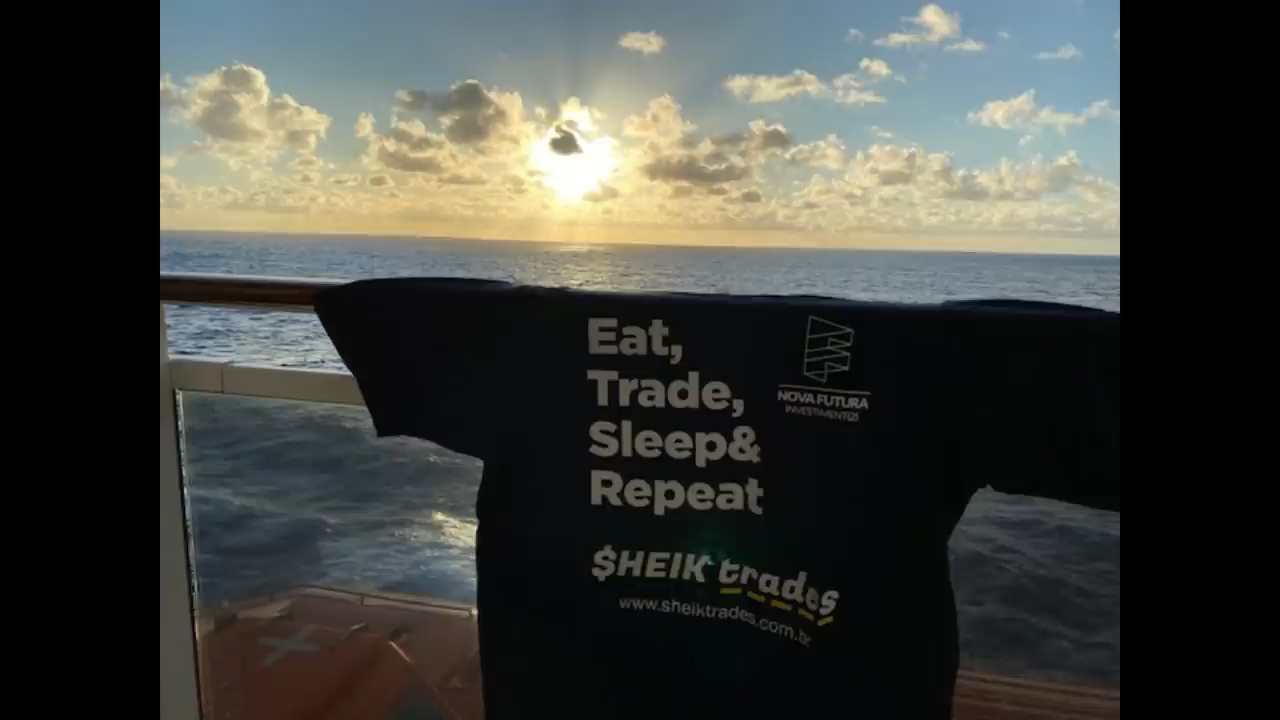 Eat,
Trade,
Sleep&
Repeat
NOVA FUTURA
INVESTIMENTOS
$HEIK trades
www.sheiktrades.com.br